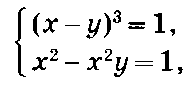 (x − y)³ = 1,
x² − x²y = 1,